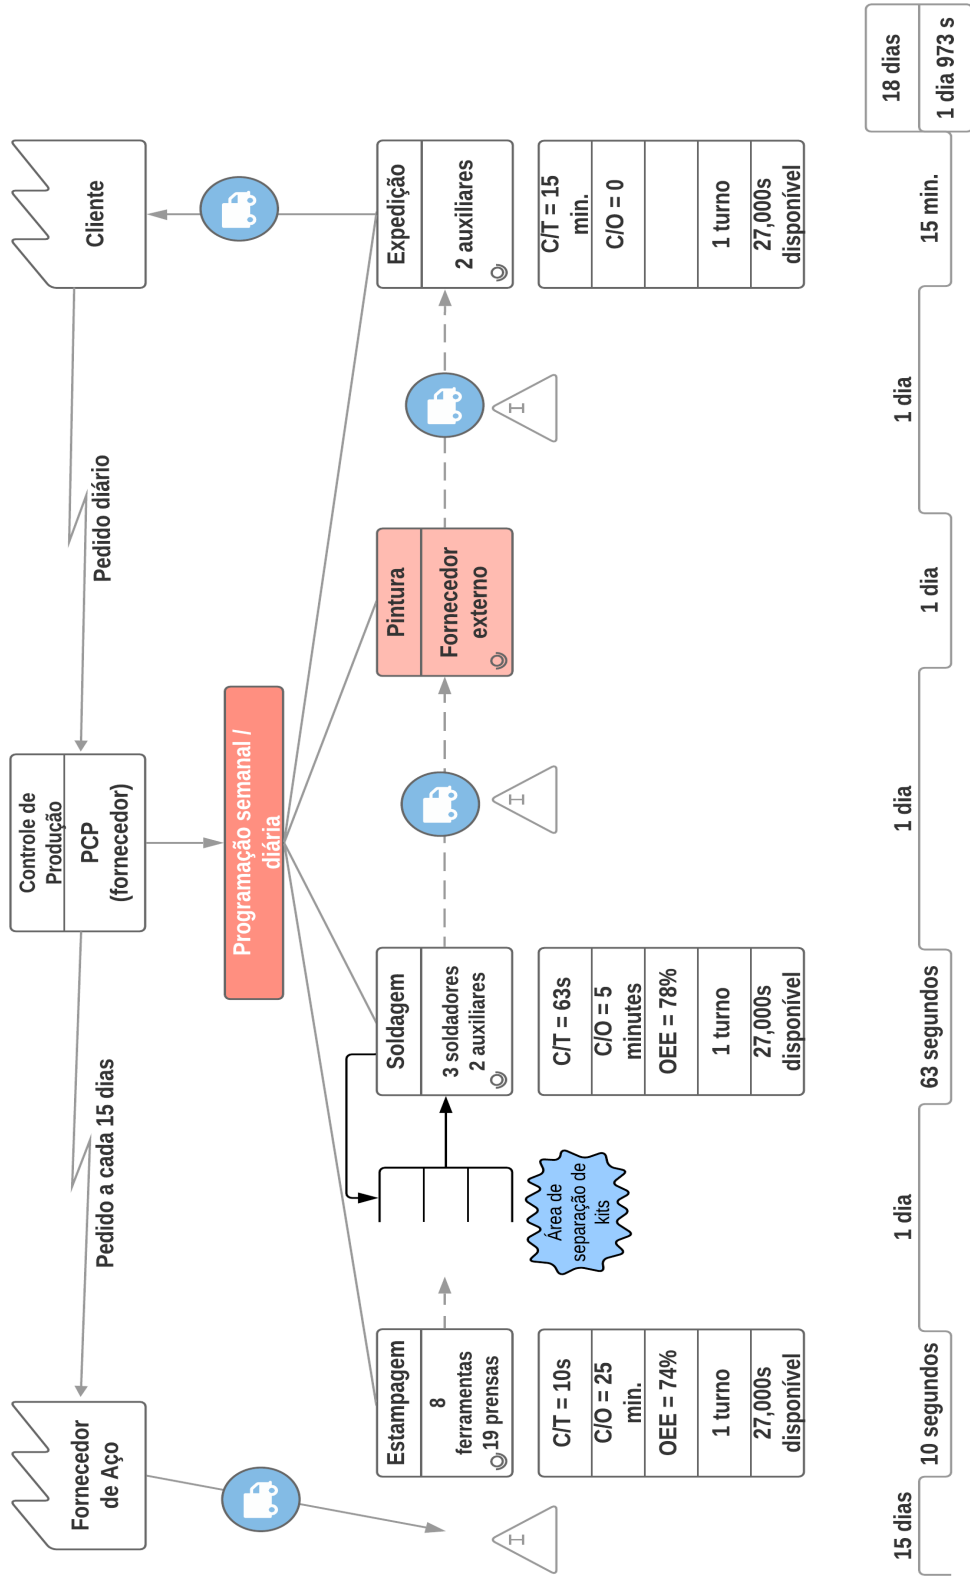 Fornecedor
de Aço
Pedido a cada 15 dias
Controle de
Produção
PCP
(fornecedor)
Pedido diário
Cliente
Programação semanal /
diária
Estampagem
8
ferramentas
19 prensas
Soldagem
3 soldadores
2 auxiliares
Pintura
Fornecedor
externo
Expedição
2 auxiliares
I
I
I
C/T = 10s
C/O = 25
min.
OEE = 74%
1 turno
27,000s
disponível
Área de
separação de
kits
C/T = 63s
C/O = 5
minutes
OEE = 78%
1 turno
27,000s
disponível
C/T = 15
min.
C/O = 0
1 turno
27,000s
disponível
15 dias
10 segundos
1 dia
63 segundos
1 dia
1 dia
1 dia
15 min.
18 dias
1 dia 973 s